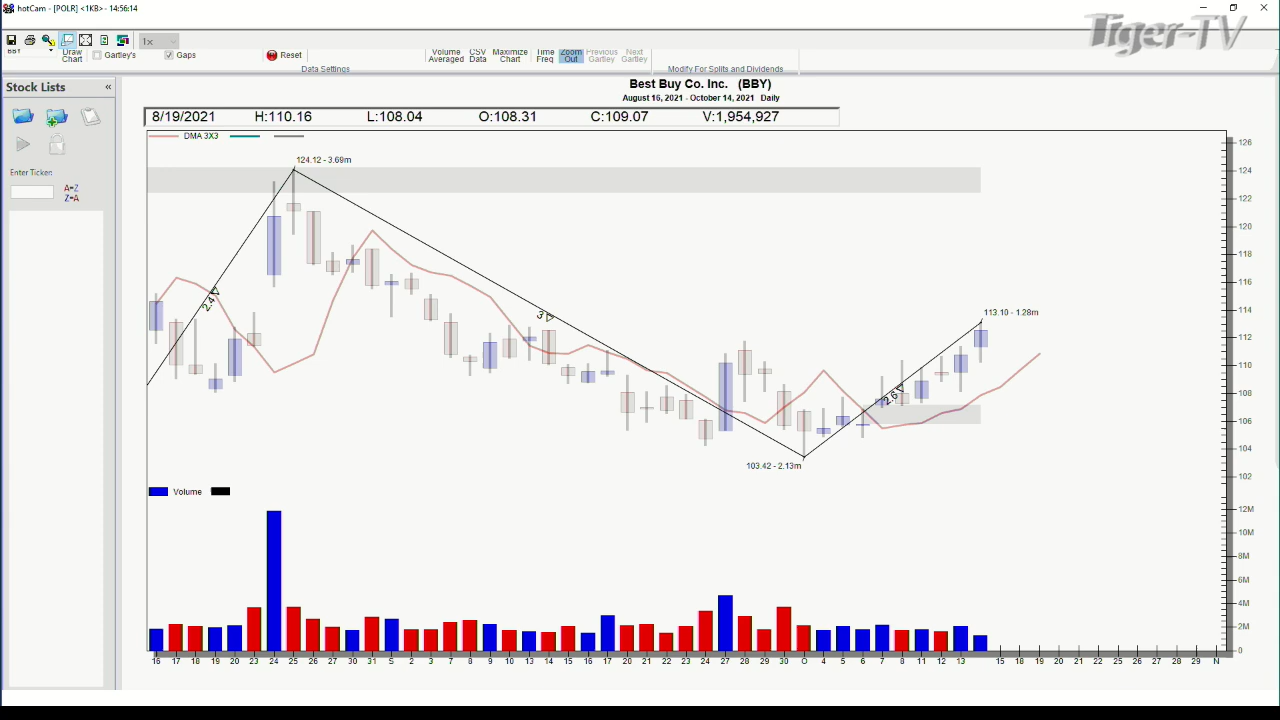 hotCam - [POLR] <1KB> - 14:56:14
Tiger-TV
1x
BBY
Draw Chart
Gartley's
Gaps
Reset
Volume Averaged
CSV Data
Maximize Chart
Time Freq
Zoom Out
Previous Gartley
Next Gartley
Data Settings
Modify For Splits and Dividends
Stock Lists «
Enter Ticker:
A=Z
Z=A
Best Buy Co. Inc. (BBY)
August 16, 2021 - October 14, 2021 Daily
8/19/2021 H:110.16 L:108.04 O:108.31 C:109.07 V:1,954,927
DMA 3X3
124.12 - 3.69m
2.4
3
113.10 - 1.28m
2.6
103.42 - 2.13m
126
124
122
120
118
116
114
112
110
108
106
104
102
Volume
12M
10M
8M
6M
4M
2M
0
16 17 18 19 20 23 24 25 26 27 30 31 S 2 3 7 8 9 10 13 14 15 16 17 20 21 22 23 24 27 28 29 30 4 5 6 7 8 11 12 13 15 18 19 20 21 22 25 26 27 28 29 N